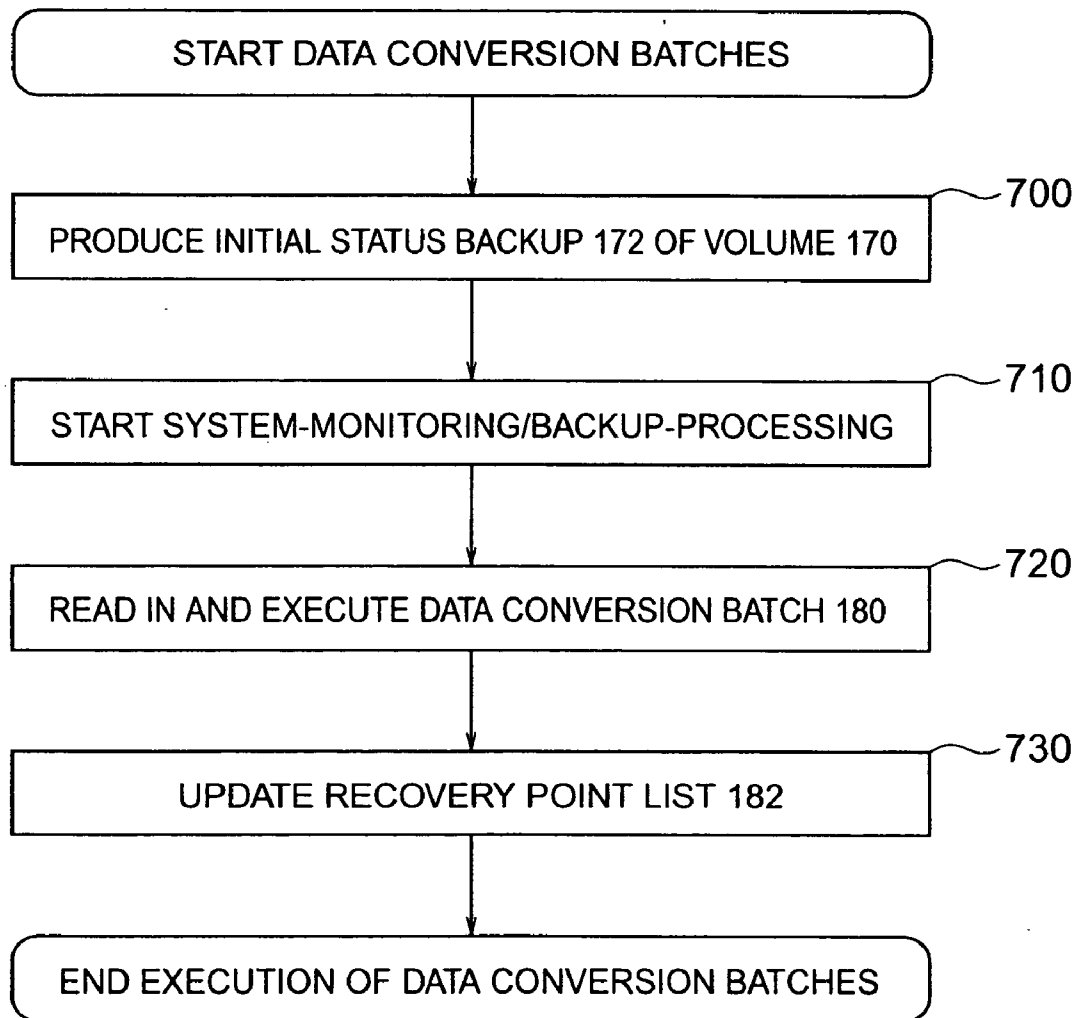 START DATA CONVERSION BATCHES
700
PRODUCE INITIAL STATUS BACKUP 172 OF VOLUME 170
710
START SYSTEM-MONITORING/BACKUP-PROCESSING
720
READ IN AND EXECUTE DATA CONVERSION BATCH 180
730
UPDATE RECOVERY POINT LIST 182
END EXECUTION OF DATA CONVERSION BATCHES